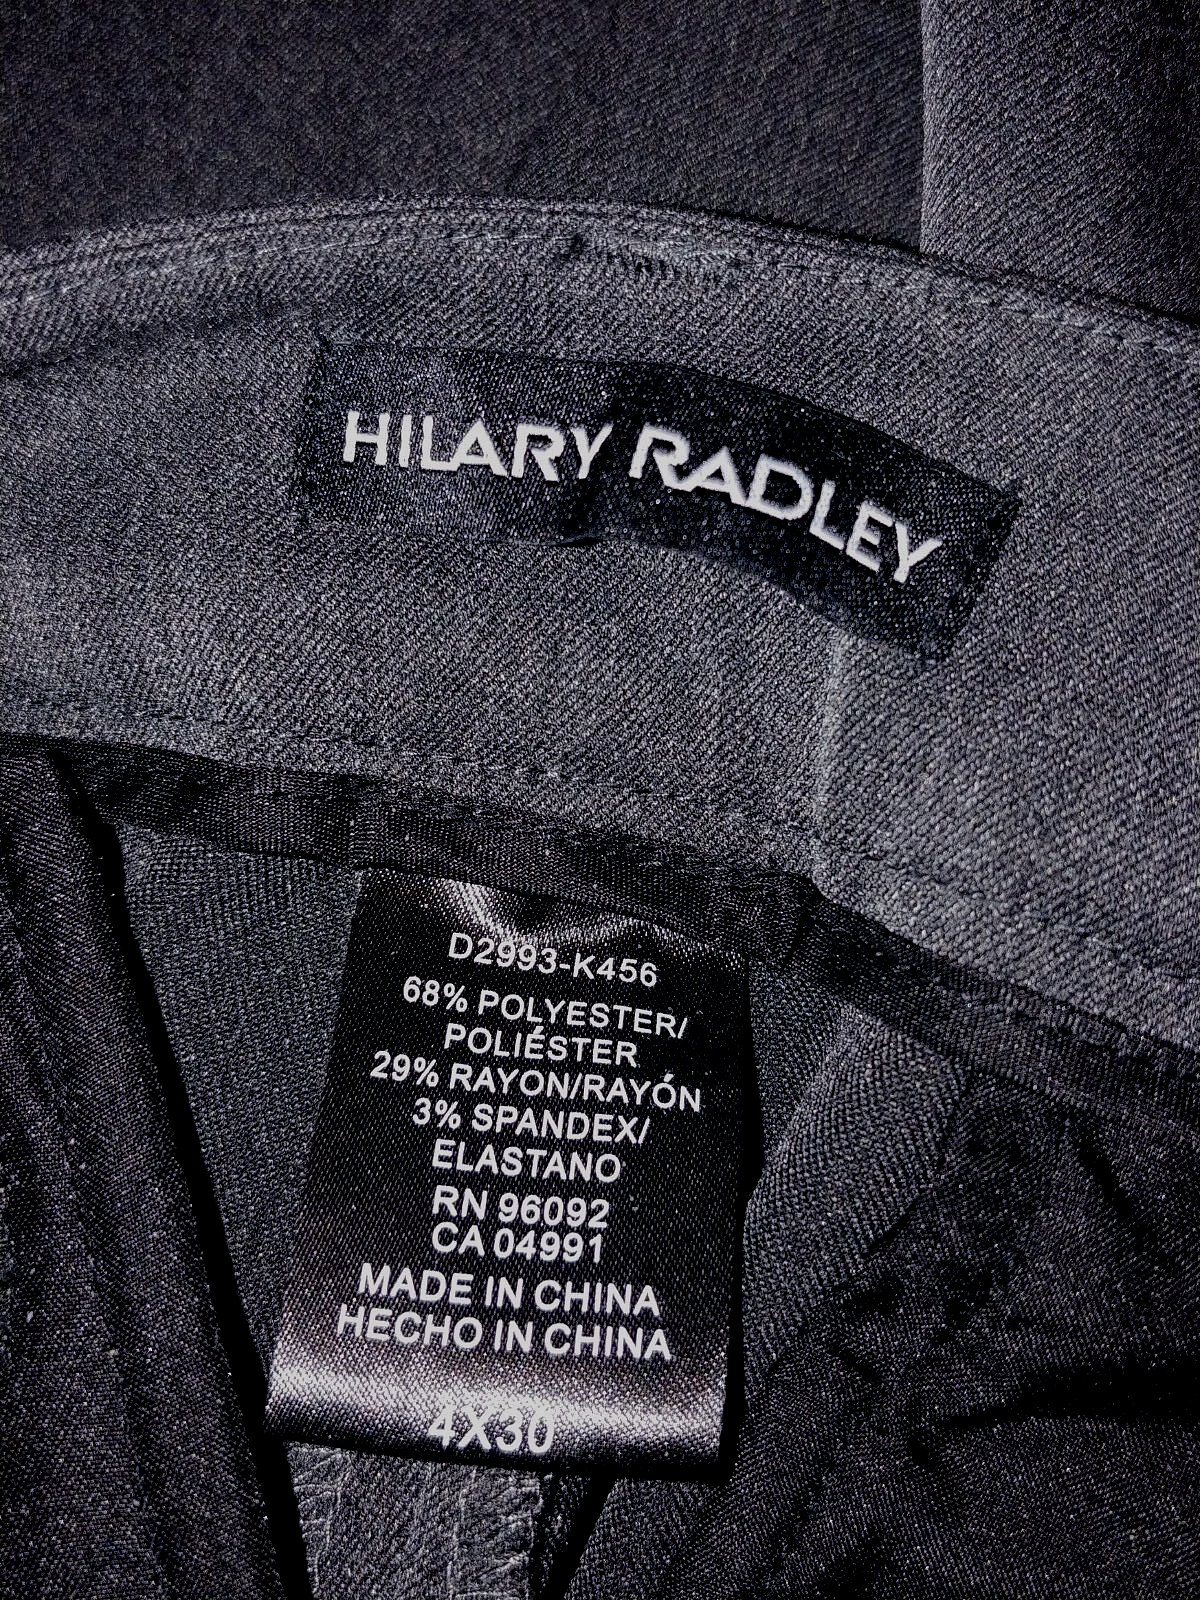 HILARY RADLEY
D2993-K456
68% POLYESTER/
POLIÉSTER
29% RAYON/RAYÓN
3% SPANDEX/
ELASTANO
RN 96092
CA 04991
MADE IN CHINA
HECHO IN CHINA
4X30